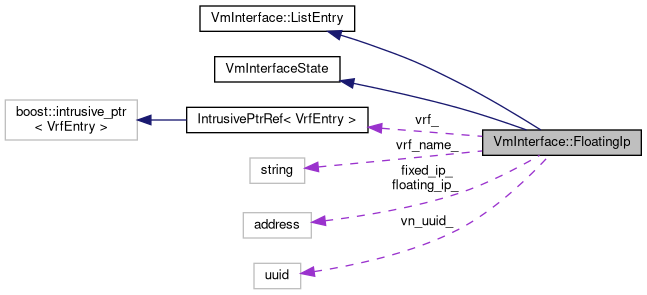 VmInterface::ListEntry
VmInterfaceState
boost::intrusive_ptr
< VrfEntry >
IntrusivePtrRef< VrfEntry >
vrf_
VmInterface::FloatingIp
vrf_name_
string
fixed_ip_
floating_ip_
address
vn_uuid_
uuid